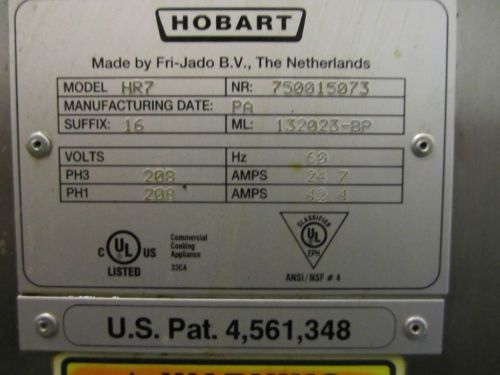 HOBART
Made by Fri-Jado B.V., The Netherlands
MODEL HR7 NR: 750015073
MANUFACTURING DATE: PA
SUFFIX: 16 ML: 132023-BP
VOLTS Hz 60
PH3 208 AMPS 24.7
PH1 208 AMPS 40.4
C UL US LISTED
Commercial
Cooking
Appliance
33C4
CLASSIFIED
UL
EPH
ANSI/NSF # 4
U.S. Pat. 4,561,348